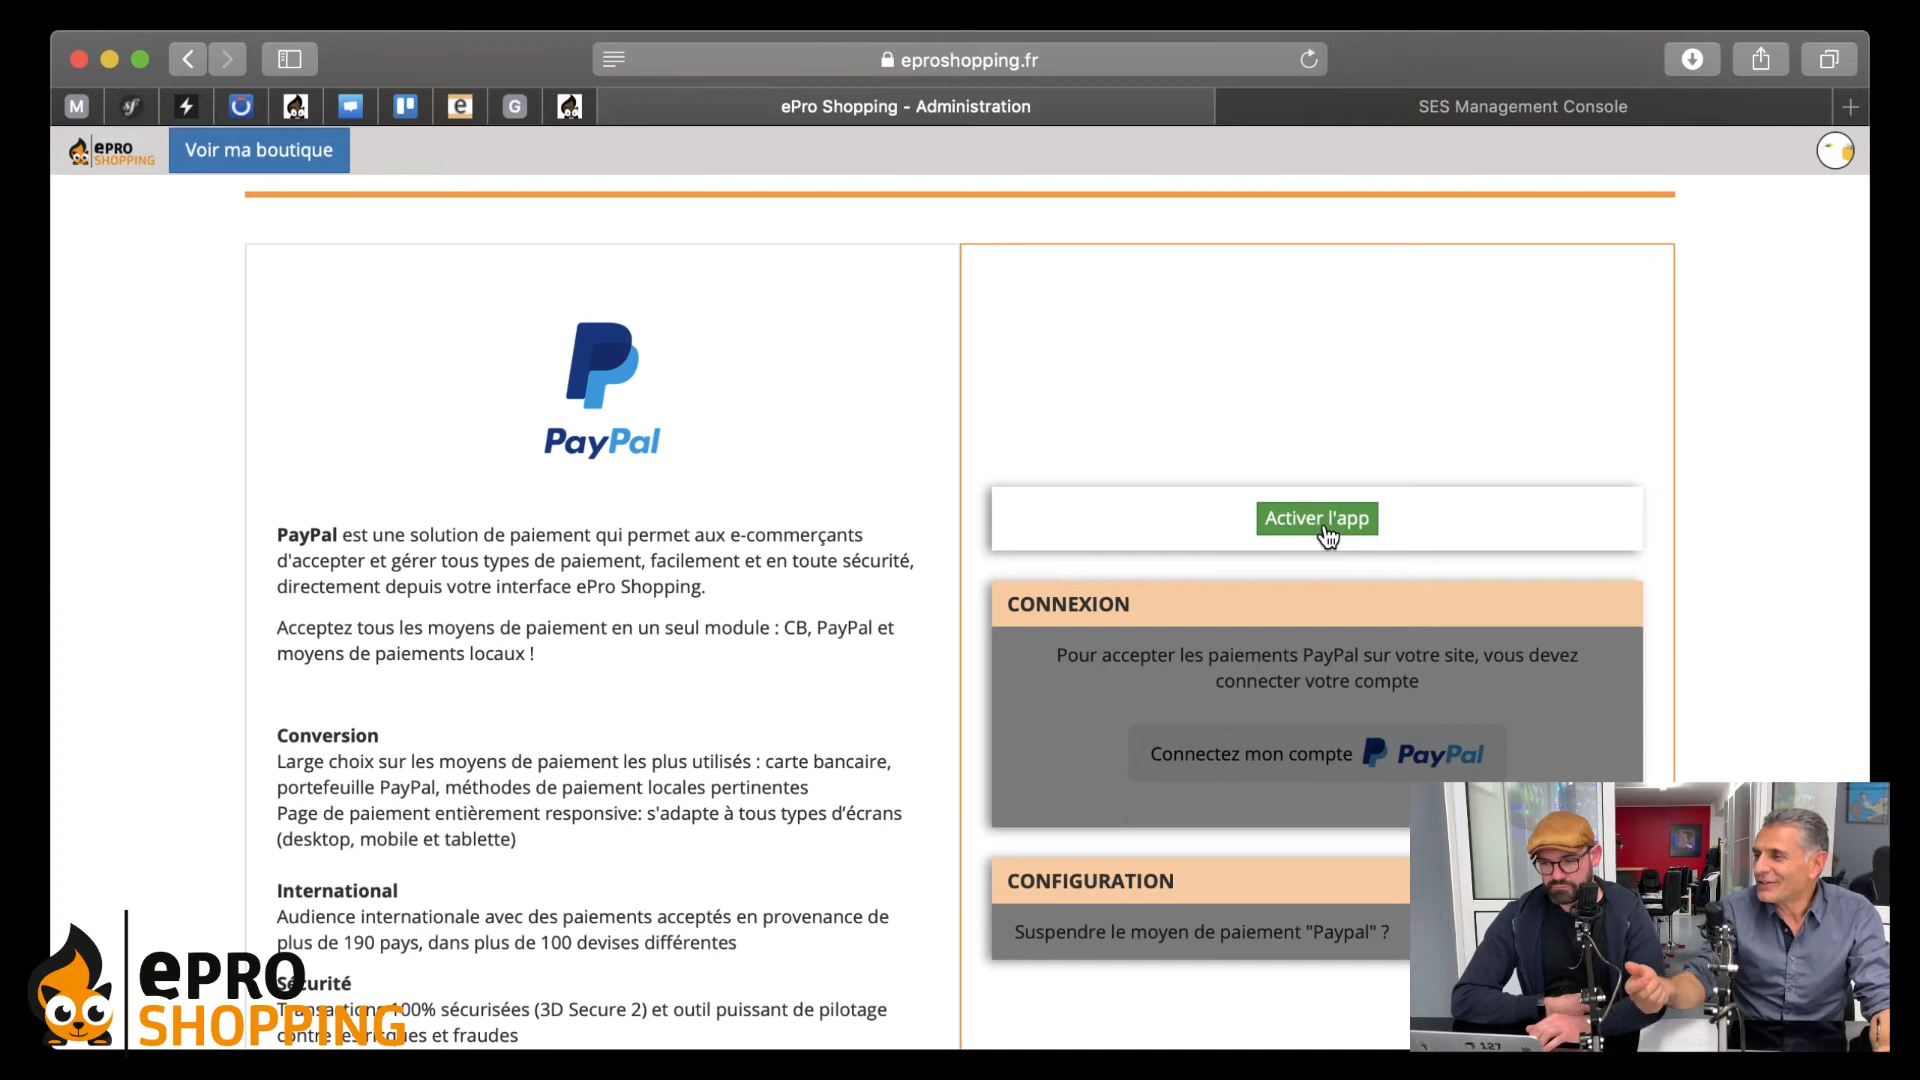 eproshopping.fr
M
sf
e
G
ePro Shopping - Administration
SES Management Console
ePRO
SHOPPING
Voir ma boutique
PayPal
Activer l'app
PayPal est une solution de paiement qui permet aux e-commerçants
d'accepter et gérer tous types de paiement, facilement et en toute sécurité,
directement depuis votre interface ePro Shopping.
Acceptez tous les moyens de paiement en un seul module : CB, PayPal et
moyens de paiements locaux !
Conversion
Large choix sur les moyens de paiement les plus utilisés : carte bancaire,
portefeuille PayPal, méthodes de paiement locales pertinentes
Page de paiement entièrement responsive: s'adapte à tous types d’écrans
(desktop, mobile et tablette)
International
Audience internationale avec des paiements acceptés en provenance de
plus de 190 pays, dans plus de 100 devises différentes
Sécurité
Transactions 100% sécurisées (3D Secure 2) et outil puissant de pilotage
contre les risques et fraudes
CONNEXION
Pour accepter les paiements PayPal sur votre site, vous devez
connecter votre compte
Connectez mon compte PayPal
CONFIGURATION
Suspendre le moyen de paiement "Paypal" ?
ePRO
SHOPPING
127